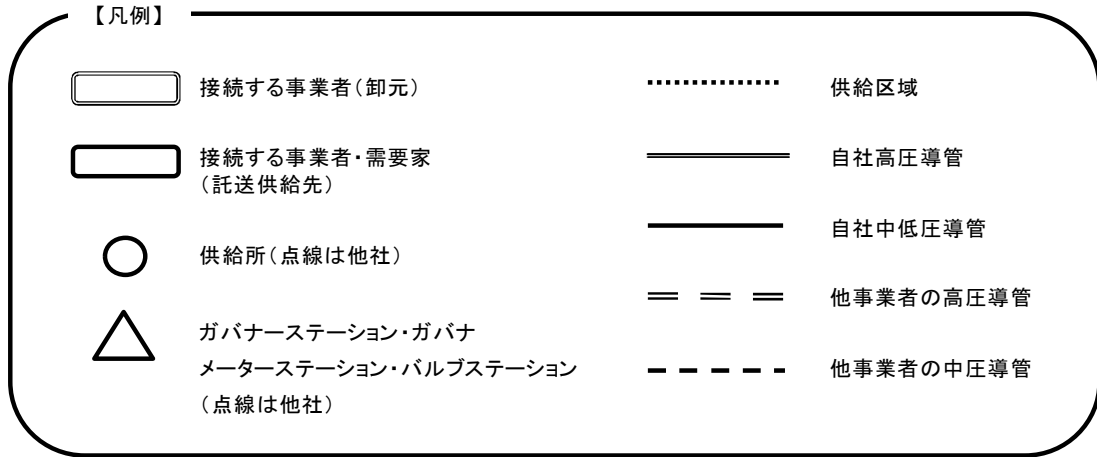 【凡例】
接続する事業者(卸元)
接続する事業者・需要家
(託送供給先)
供給所(点線は他社)
ガバナーステーション・ガバナ
メーターステーション・バルブステーション
(点線は他社)
供給区域
自社高圧導管
自社中低圧導管
他事業者の高圧導管
他事業者の中圧導管